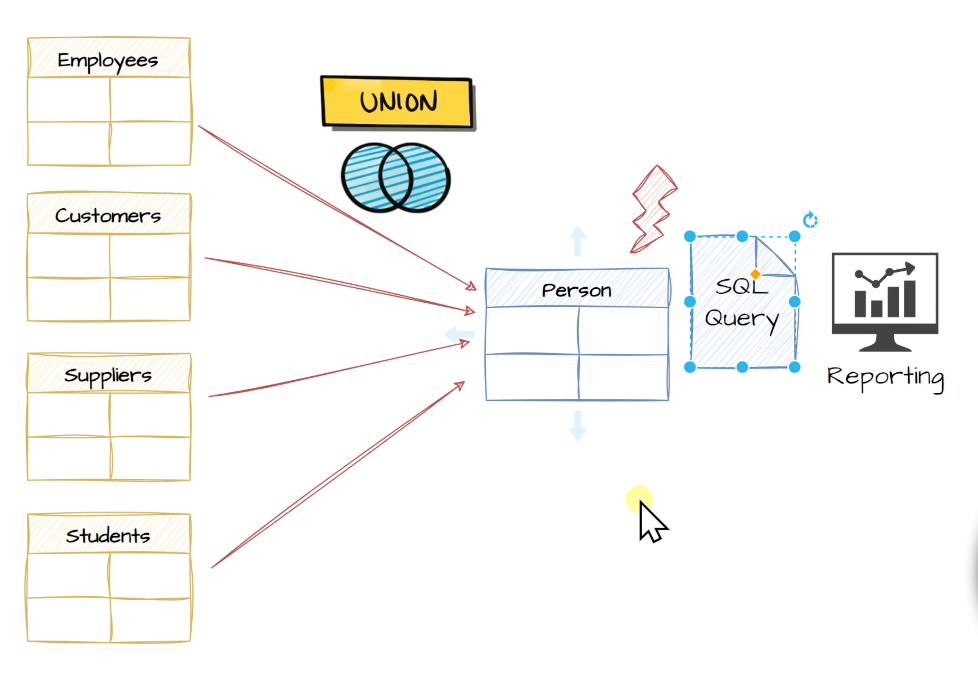 Employees
UNION
Customers
Person
SQL
Query
Suppliers
Reporting
Students